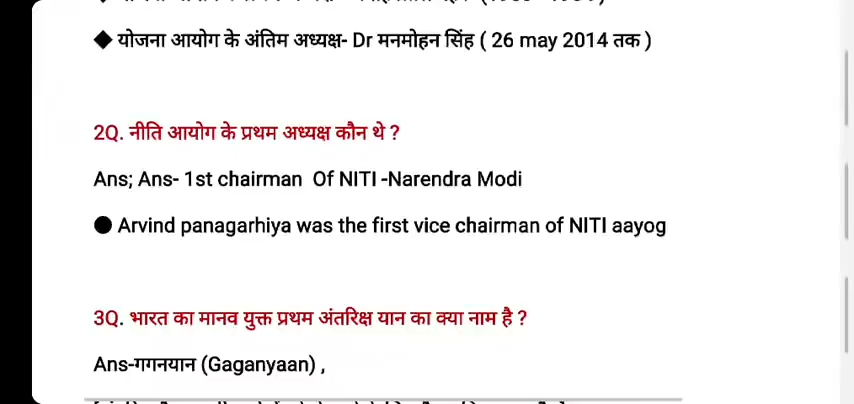 ◆ योजना आयोग के अंतिम अध्यक्ष- Dr मनमोहन सिंह ( 26 may 2014 तक )
2Q. नीति आयोग के प्रथम अध्यक्ष कौन थे ?
Ans; Ans- 1st chairman Of NITI -Narendra Modi
● Arvind panagarhiya was the first vice chairman of NITI aayog
3Q. भारत का मानव युक्त प्रथम अंतरिक्ष यान का क्या नाम है ?
Ans-गगनयान (Gaganyaan) ,